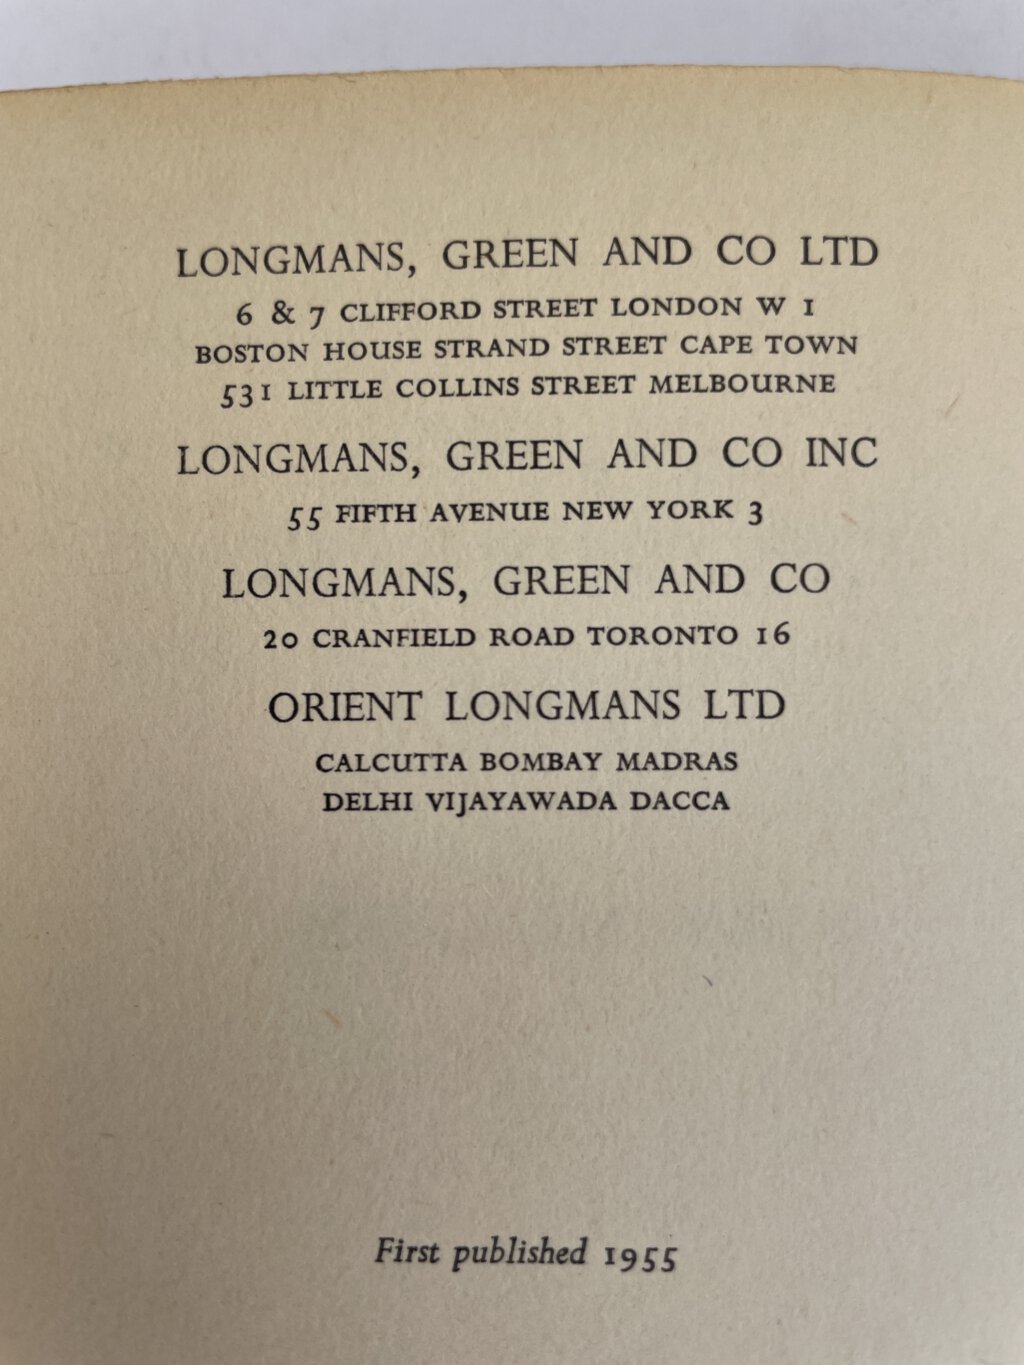 LONGMANS, GREEN AND CO LTD
6 & 7 CLIFFORD STREET LONDON W 1
BOSTON HOUSE STRAND STREET CAPE TOWN
531 LITTLE COLLINS STREET MELBOURNE
LONGMANS, GREEN AND CO INC
55 FIFTH AVENUE NEW YORK 3
LONGMANS, GREEN AND CO
20 CRANFIELD ROAD TORONTO 16
ORIENT LONGMANS LTD
CALCUTTA BOMBAY MADRAS
DELHI VIJAYAWADA DACCA
First published 1955